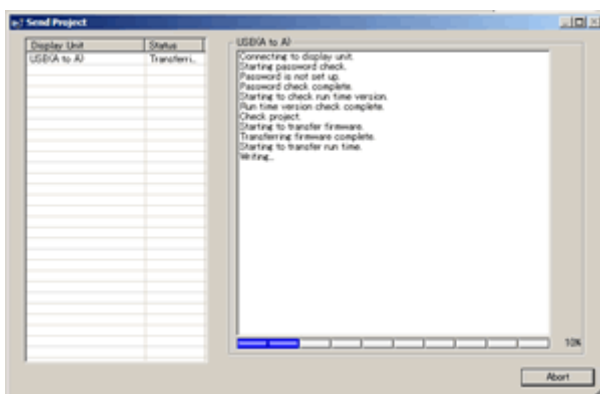 Send Project
Display Unit Status
USB(A to A) Transferri...
USB(A to A)
Connecting to display unit.
Starting password check.
Password is not set up.
Password check complete.
Starting to check run time version.
Run time version check complete.
Check project.
Starting to transfer firmware.
Transferring firmware complete.
Starting to transfer run time.
Writing...
10%
Abort